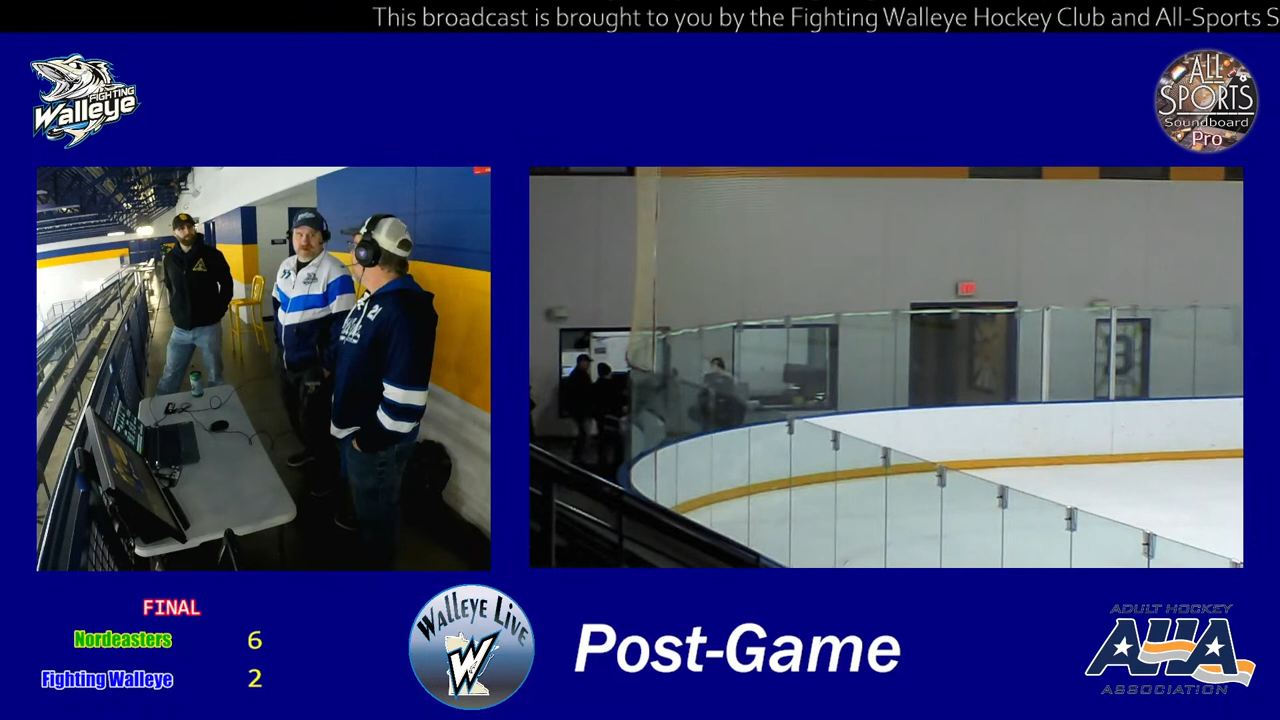 This broadcast is brought to you by the Fighting Walleye Hockey Club and All-Sports S
FIGHTING
Walleye
ALL
SPORTS
Soundboard
Pro
21
B
FINAL
Nordeasters 6
Fighting Walleye 2
WALLEYE LIVE
W
Post-Game
ADULT HOCKEY
AHA
ASSOCIATION